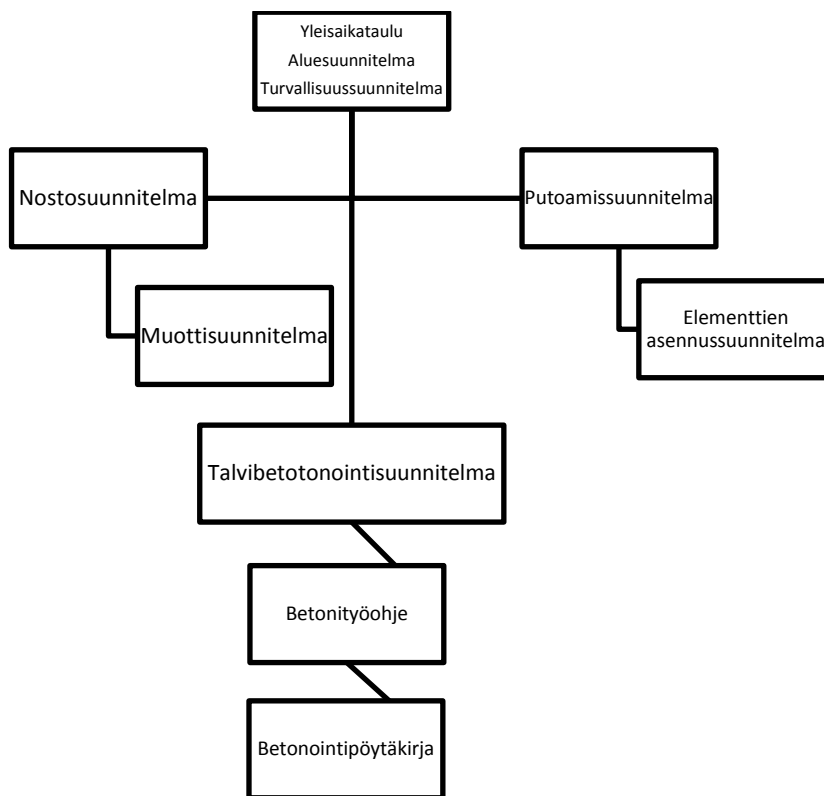 Yleisaikataulu
Aluesuunnitelma
Turvallisuussuunnitelma
Nostosuunnitelma
Putoamissuunnitelma
Muottisuunnitelma
Elementtien
asennussuunnitelma
Talvibetotonointisuunnitelma
Betonityöohje
Betonointipöytäkirja